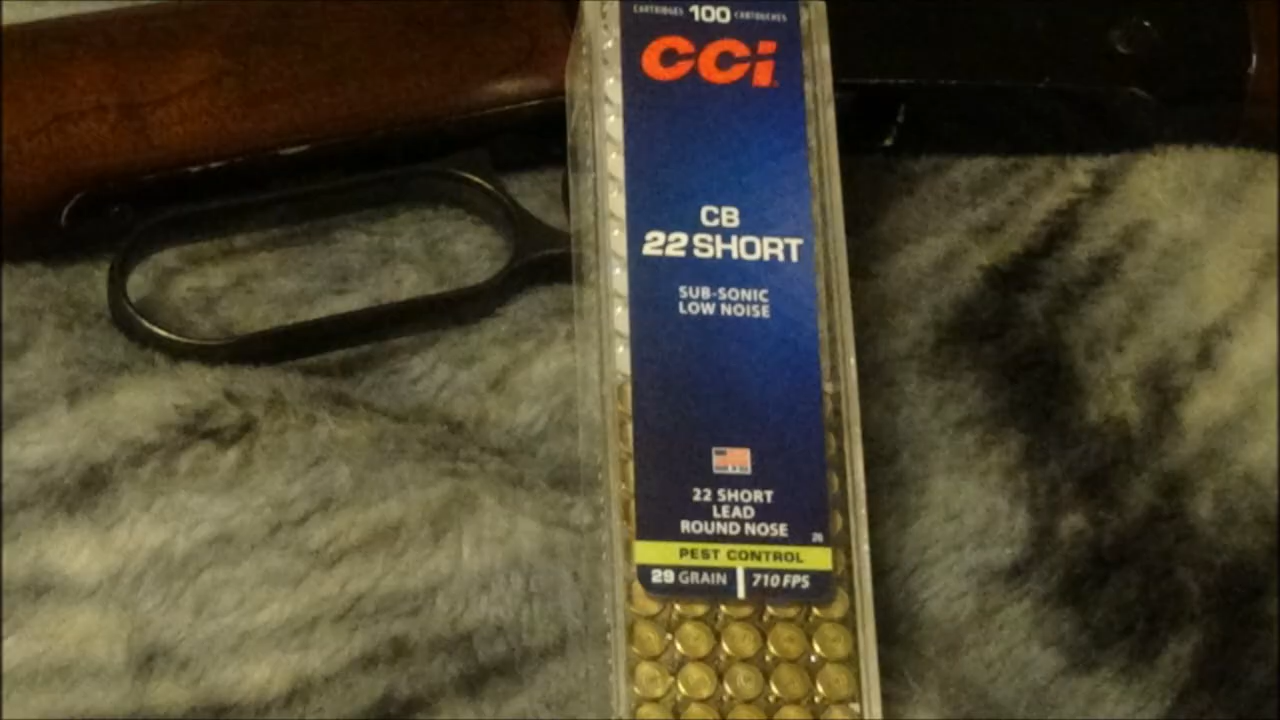 CARTRIDGES 100 CARTOUCHES
CCi
CB
22 SHORT
SUB-SONIC
LOW NOISE
22 SHORT
LEAD
ROUND NOSE
PEST CONTROL
29 GRAIN 710 FPS